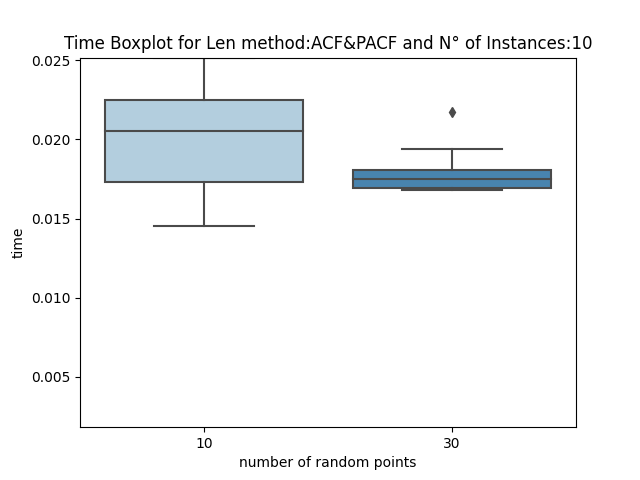 Time Boxplot for Len method:ACF&PACF and N° of Instances:10
0.025
0.020
0.015
0.010
0.005
time
10
30
number of random points